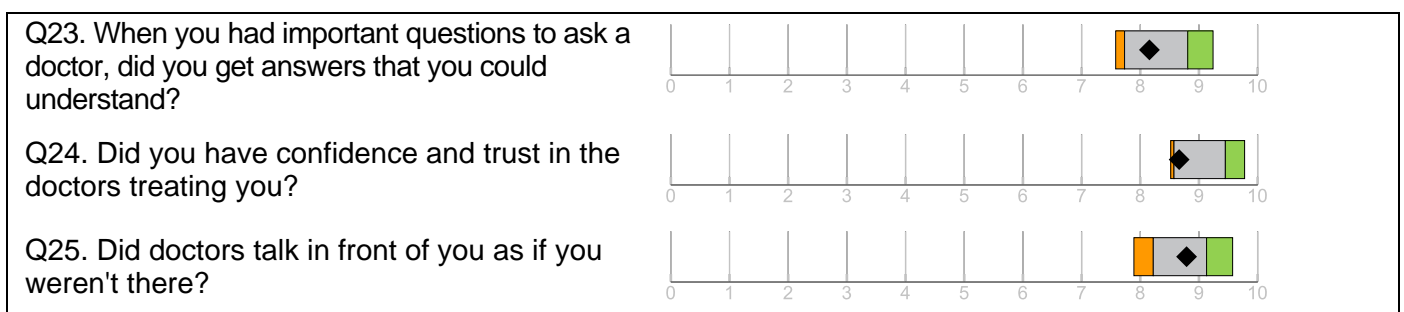 Q23. When you had important questions to ask a
doctor, did you get answers that you could
understand?
0 1 2 3 4 5 6 7 8 9 10
Q24. Did you have confidence and trust in the
doctors treating you?
0 1 2 3 4 5 6 7 8 9 10
Q25. Did doctors talk in front of you as if you
weren't there?
0 1 2 3 4 5 6 7 8 9 10